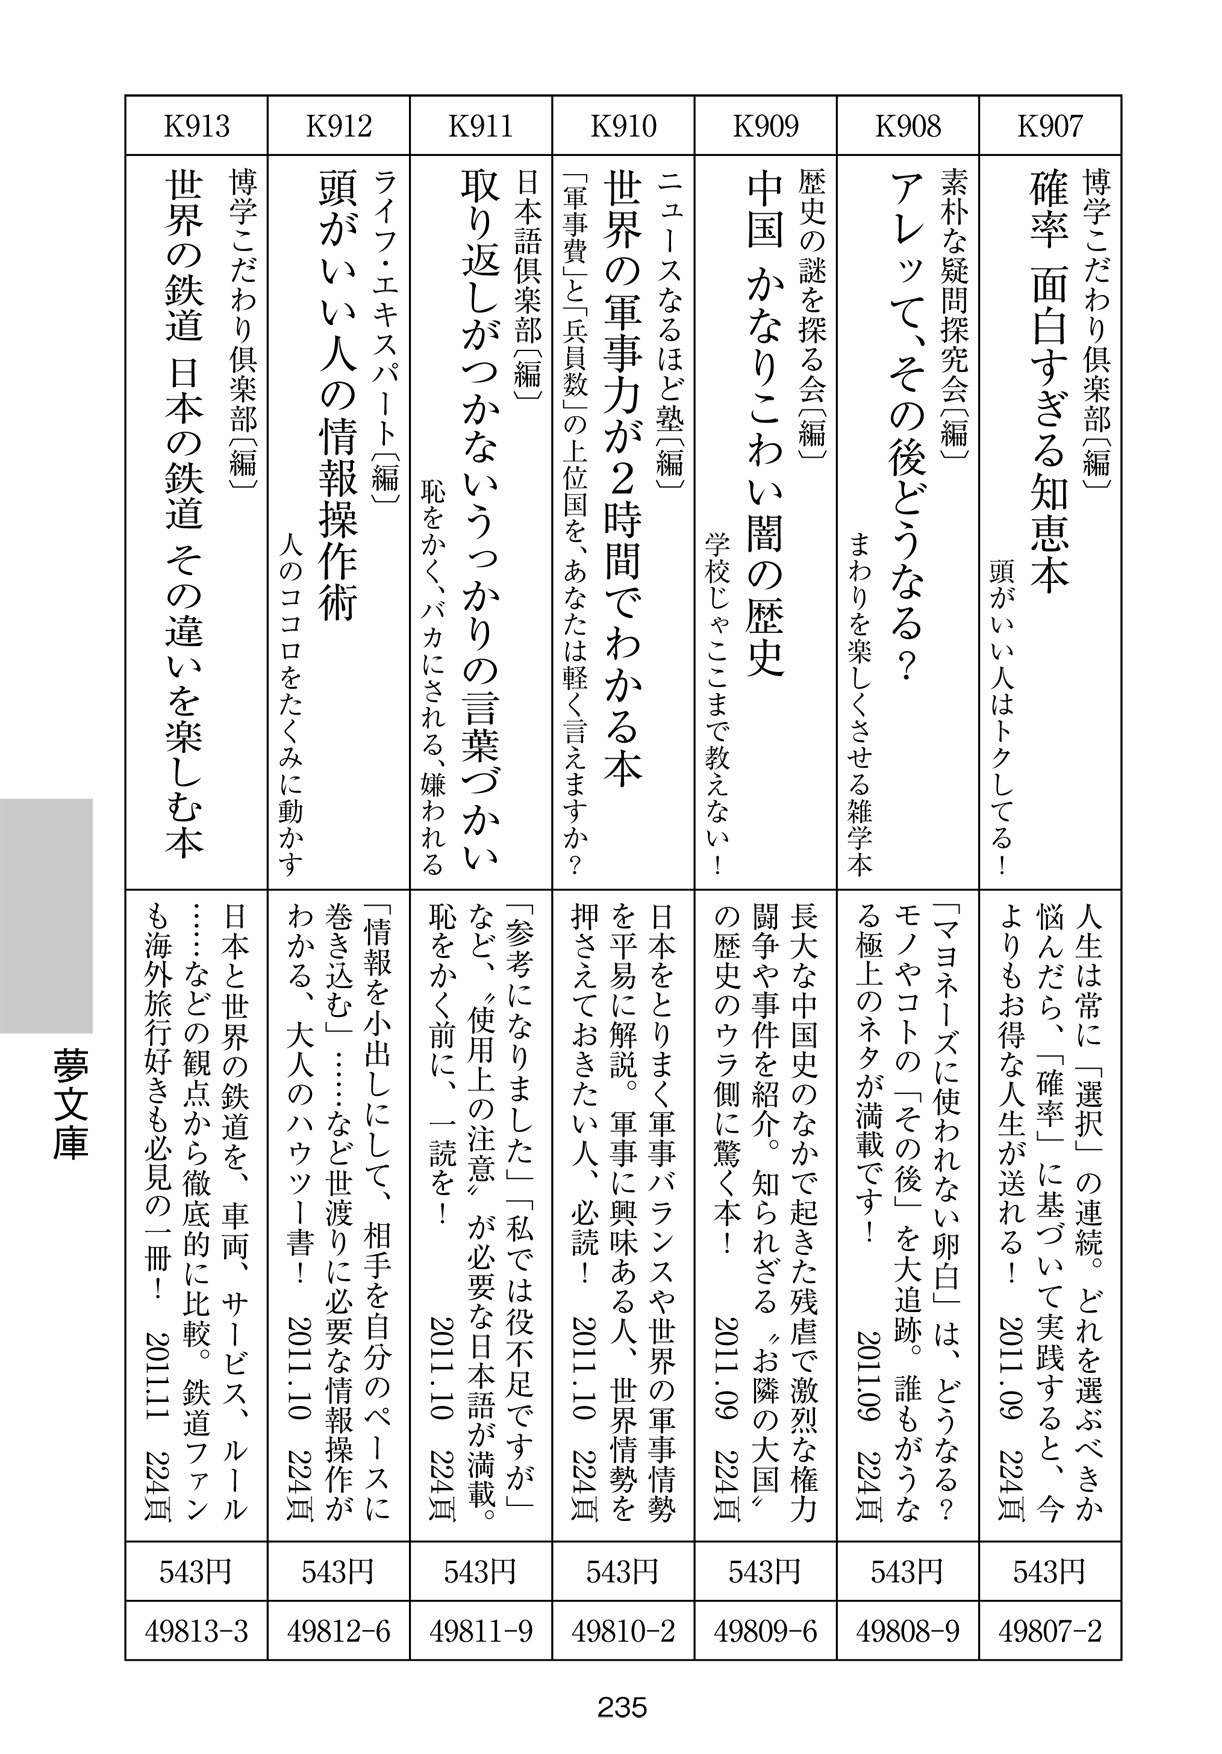 K907
博学こだわり倶楽部〔編〕
確率 面白すぎる知恵本
頭がいい人はトクしてる！
人生は常に「選択」の連続。どれを選ぶべきか
悩んだら、「確率」に基づいて実践すると、今
よりもお得な人生が送れる！ 2011.09 224頁
543円
49807-2
K908
素朴な疑問探究会〔編〕
アレッて、その後どうなる？
まわりを楽しくさせる雑学本
「マヨネーズに使われない卵白」は、どうなる？
モノやコトの「その後」を大追跡。誰もがうな
る極上のネタが満載です！ 2011.09 224頁
543円
49808-9
K909
歴史の謎を探る会〔編〕
中国 かなりこわい闇の歴史
学校じゃここまで教えない！
長大な中国史のなかで起きた残虐で激烈な権力
闘争や事件を紹介。知られざる〝お隣の大国〟
の歴史のウラ側に驚く本！ 2011.09 224頁
543円
49809-6
K910
ニュースなるほど塾〔編〕
世界の軍事力が2時間でわかる本
「軍事費」と「兵員数」の上位国を、あなたは軽く言えますか？
日本をとりまく軍事バランスや世界の軍事情勢
を平易に解説。軍事に興味ある人、世界情勢を
押さえておきたい人、必読！ 2011.10 224頁
543円
49810-2
K911
日本語倶楽部〔編〕
取り返しがつかないうっかりの言葉づかい
恥をかく、バカにされる、嫌われる
「参考になりました」「私では役不足ですが」
など、〝使用上の注意〟が必要な日本語が満載。
恥をかく前に、一読を！ 2011.10 224頁
543円
49811-9
K912
ライフ・エキスパート〔編〕
頭がいい人の情報操作術
人のココロをたくみに動かす
「情報を小出しにして、相手を自分のペースに
巻き込む」……など世渡りに必要な情報操作が
わかる、大人のハウツー書！ 2011.10 224頁
543円
49812-6
K913
博学こだわり倶楽部〔編〕
世界の鉄道 日本の鉄道 その違いを楽しむ本
日本と世界の鉄道を、車両、サービス、ルール
……などの観点から徹底的に比較。鉄道ファン
も海外旅行好きも必見の一冊！ 2011.11 224頁
543円
49813-3
夢文庫
235